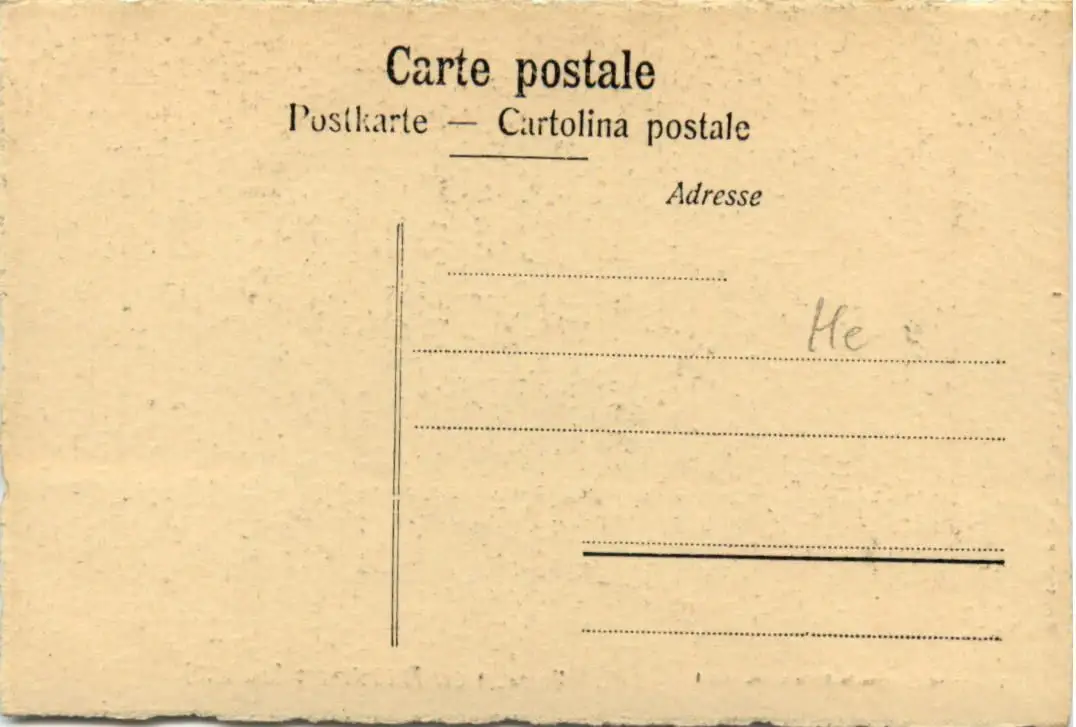 Carte postale
Postkarte — Cartolina postale
Adresse
He